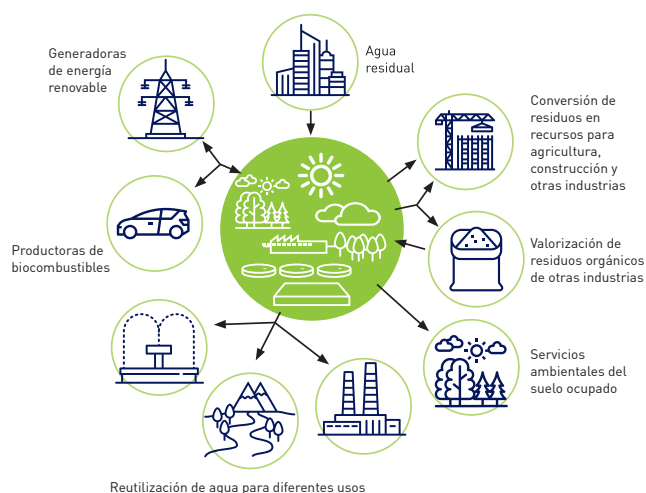 Generadoras
de energía
renovable
Agua
residual
Conversión de
residuos en
recursos para
agricultura,
construcción y
otras industrias
Productoras de
biocombustibles
Valorización de
residuos orgánicos
de otras industrias
Servicios
ambientales del
suelo ocupado
Reutilización de agua para diferentes usos